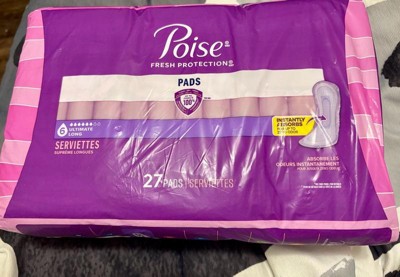 Poise®
FRESH PROTECTION®
PADS
100%
6
ULTIMATE
LONG
SERVIETTES
SUPRÊME LONGUES
INSTANTLY
ABSORBS
ABSORBE LES
ODEURS INSTANTANÉMENT
27 PADS | SERVIETTES